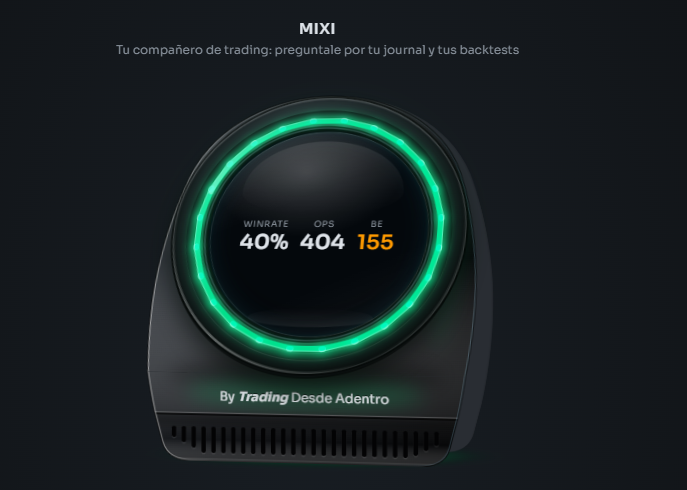 MIXI
Tu compañero de trading: preguntale por tu journal y tus backtests
WINRATE OPS BE
40% 404 155
By Trading Desde Adentro